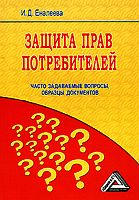 И.Д. Еналеева
ЗАЩИТА ПРАВ
ПОТРЕБИТЕЛЕЙ
ЧАСТО ЗАДАВАЕМЫЕ ВОПРОСЫ,
ОБРАЗЦЫ ДОКУМЕНТОВ